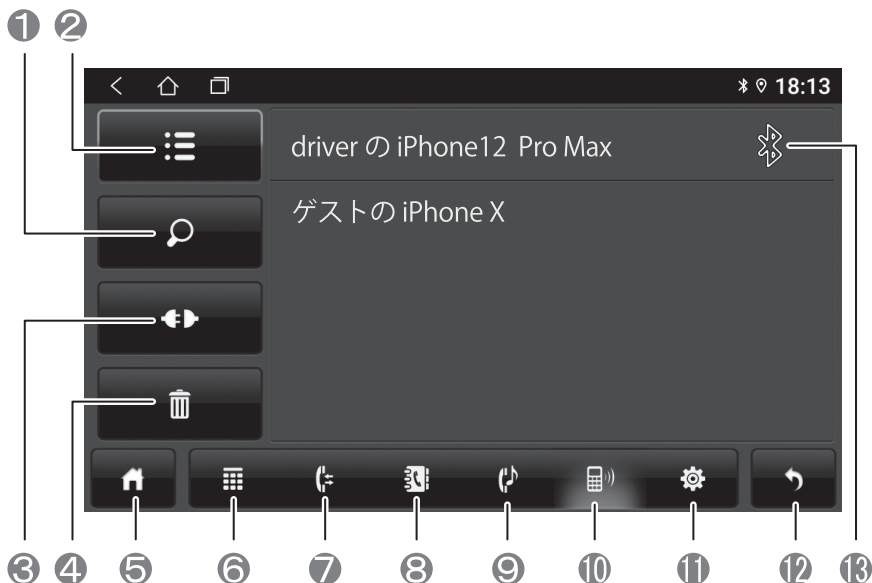 ❶ ❷
18:13
driver の iPhone12 Pro Max
ゲストの iPhone X
❸ ❹ ❺ ❻ ❼ ❽ ❾ ❿ ⓫ ⓬ ⓭